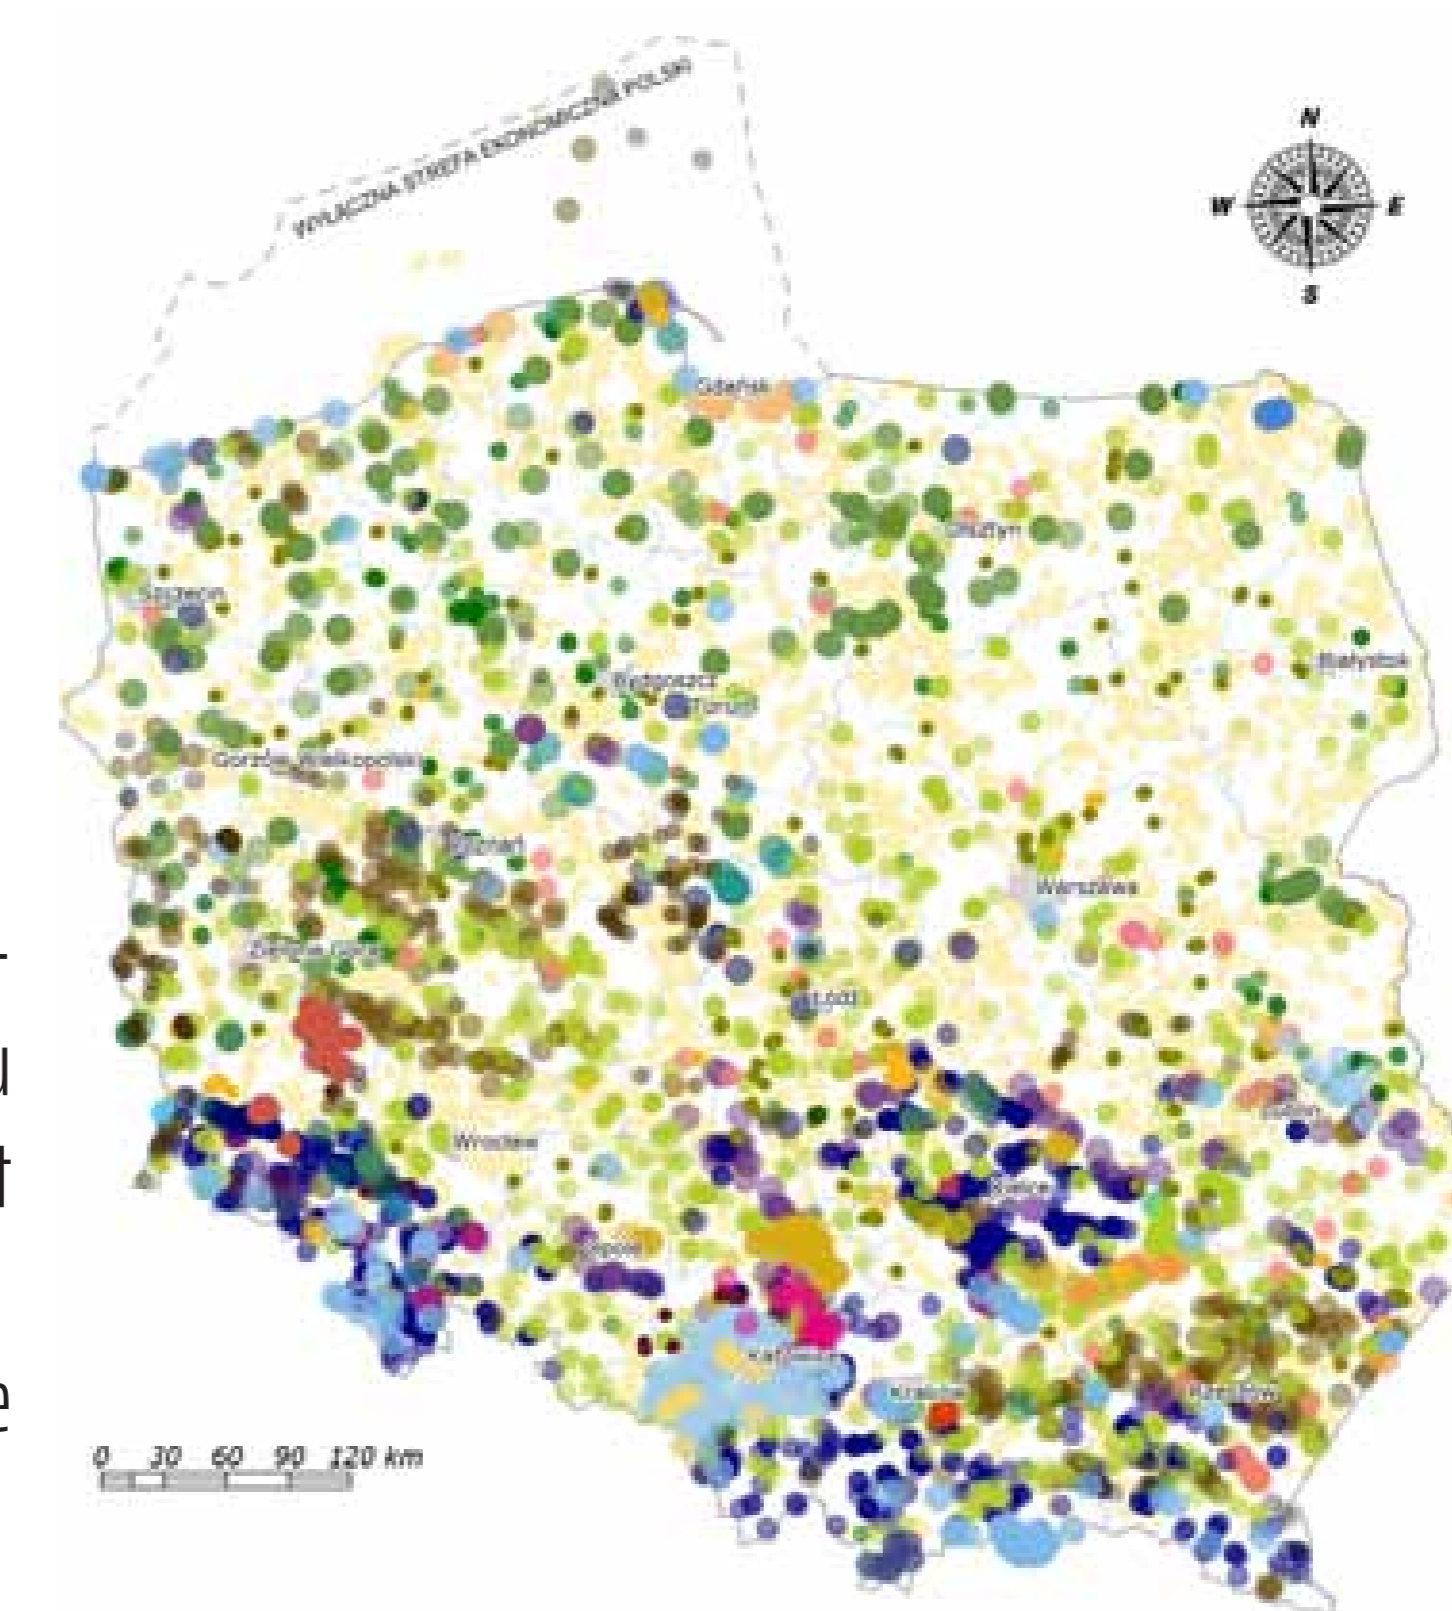 WYŁĄCZNA STREFA EKONOMICZNA POLSKI
N
W E
S
Gdańsk
Olsztyn
Szczecin
Białystok
Bydgoszcz
Toruń
Gorzów Wielkopolski
Poznań
Warszawa
Zielona Góra
Łódź
Lublin
Wrocław
Kielce
Opole
Katowice
Kraków
Rzeszów
0 30 60 90 120 km
u
t
e